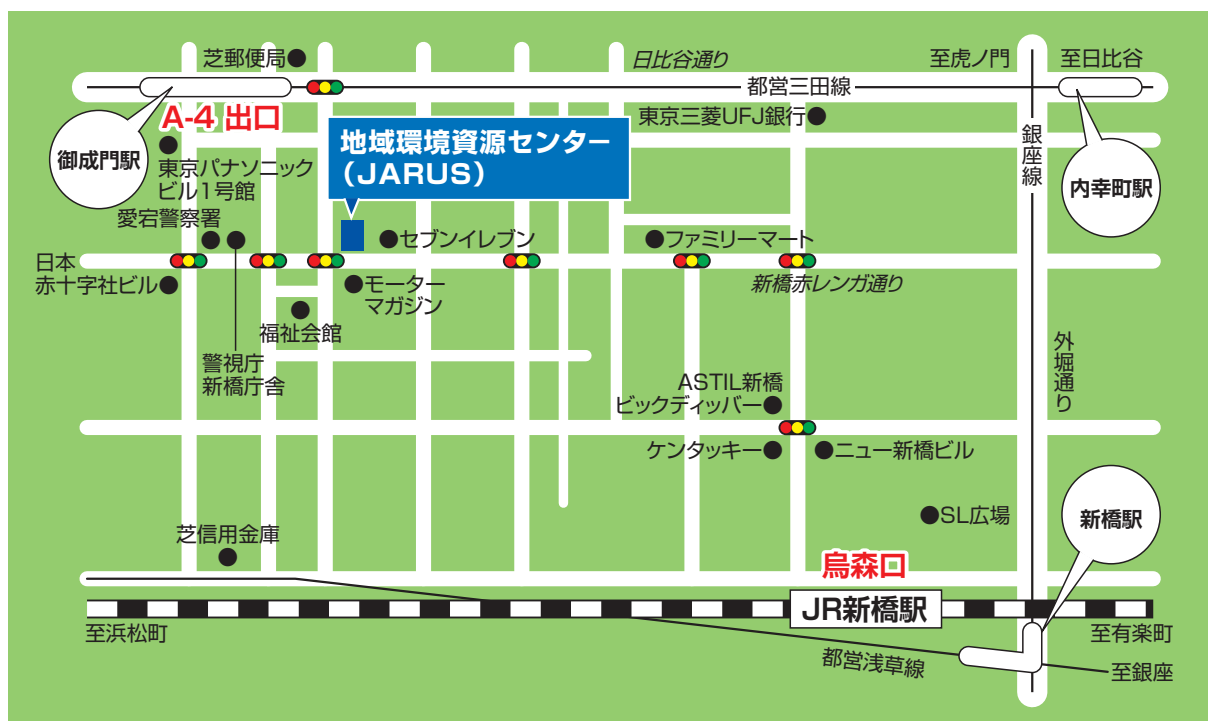 芝郵便局
日比谷通り
至虎ノ門
至日比谷
都営三田線
A-4 出口
東京三菱UFJ銀行
銀座線
御成門駅
内幸町駅
地域環境資源センター
（JARUS）
東京パナソニック
ビル1号館
愛宕警察署
セブンイレブン
ファミリーマート
日本
赤十字社ビル
モーター
マガジン
新橋赤レンガ通り
福祉会館
警視庁
新橋庁舎
外堀通り
ASTIL新橋
ビックディッパー
ケンタッキー
ニュー新橋ビル
SL広場
新橋駅
芝信用金庫
烏森口
JR新橋駅
至浜松町
至有楽町
都営浅草線
至銀座